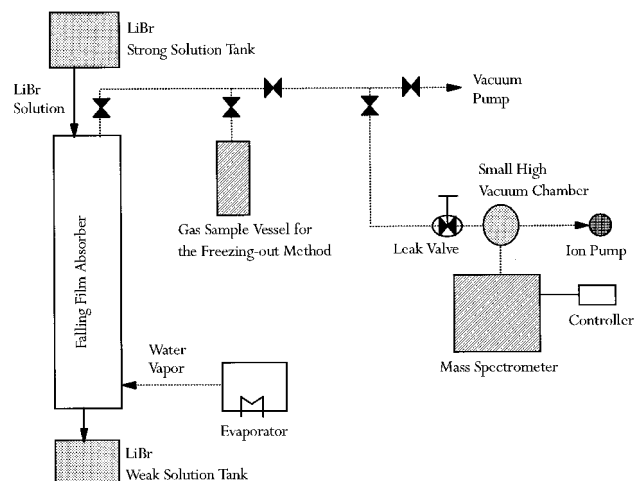 LiBr
Strong Solution Tank
LiBr
Solution
Vacuum
Pump
Small High
Vacuum Chamber
Falling Film Absorber
Gas Sample Vessel for
the Freezing-out Method
Leak Valve
Ion Pump
Controller
Mass Spectrometer
Water
Vapor
Evaporator
LiBr
Weak Solution Tank